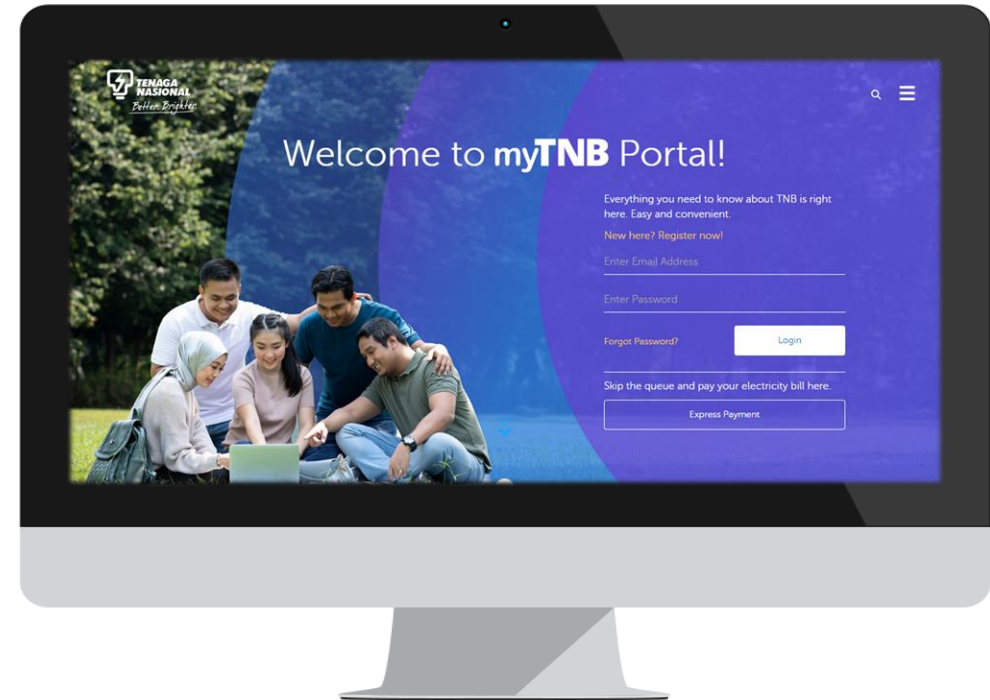 TENAGA
NASIONAL
Better. Brighter.
Welcome to myTNB Portal!
Everything you need to know about TNB is right
here. Easy and convenient.
New here? Register now!
Enter Email Address
Enter Password
Forgot Password?
Login
Skip the queue and pay your electricity bill here.
Express Payment